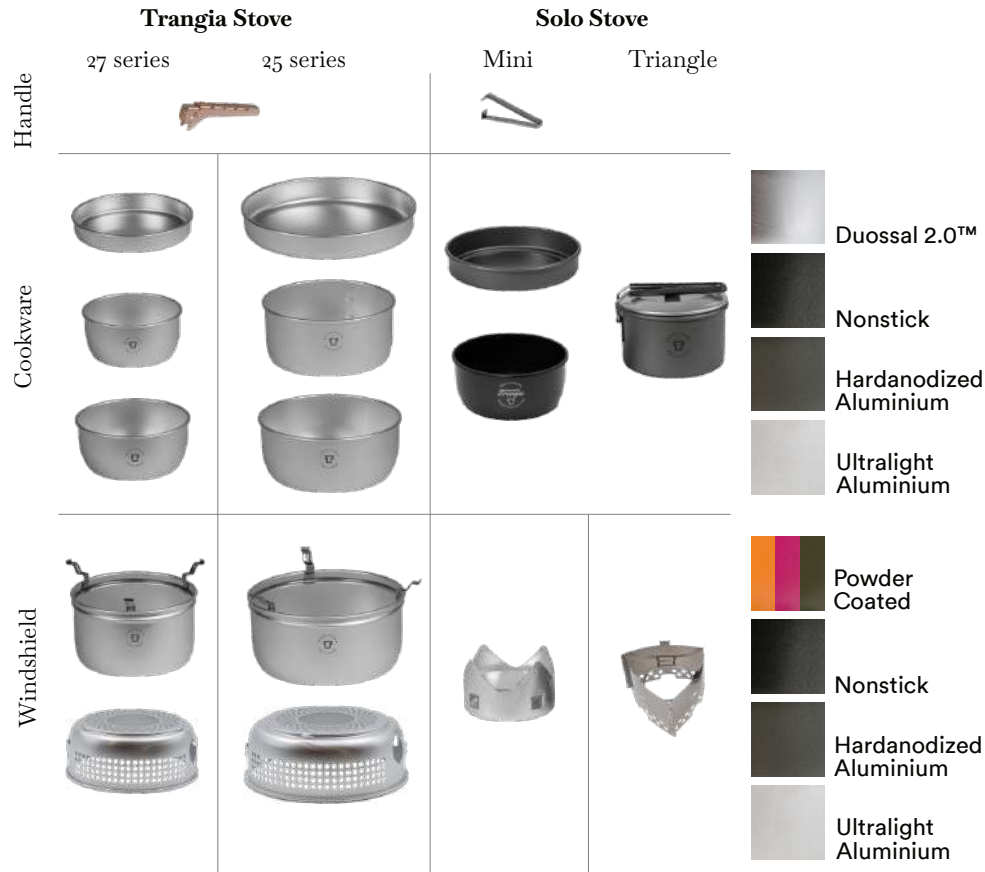 Trangia Stove
Solo Stove
27 series
25 series
Mini
Triangle
Handle
Cookware
Duossal 2.0™
Nonstick
Hardanodized
Aluminium
Ultralight
Aluminium
Windshield
Powder
Coated
Nonstick
Hardanodized
Aluminium
Ultralight
Aluminium